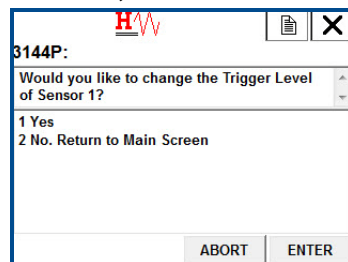 H
3144P:
Would you like to change the Trigger Level
of Sensor 1?
1 Yes
2 No. Return to Main Screen
ABORT
ENTER